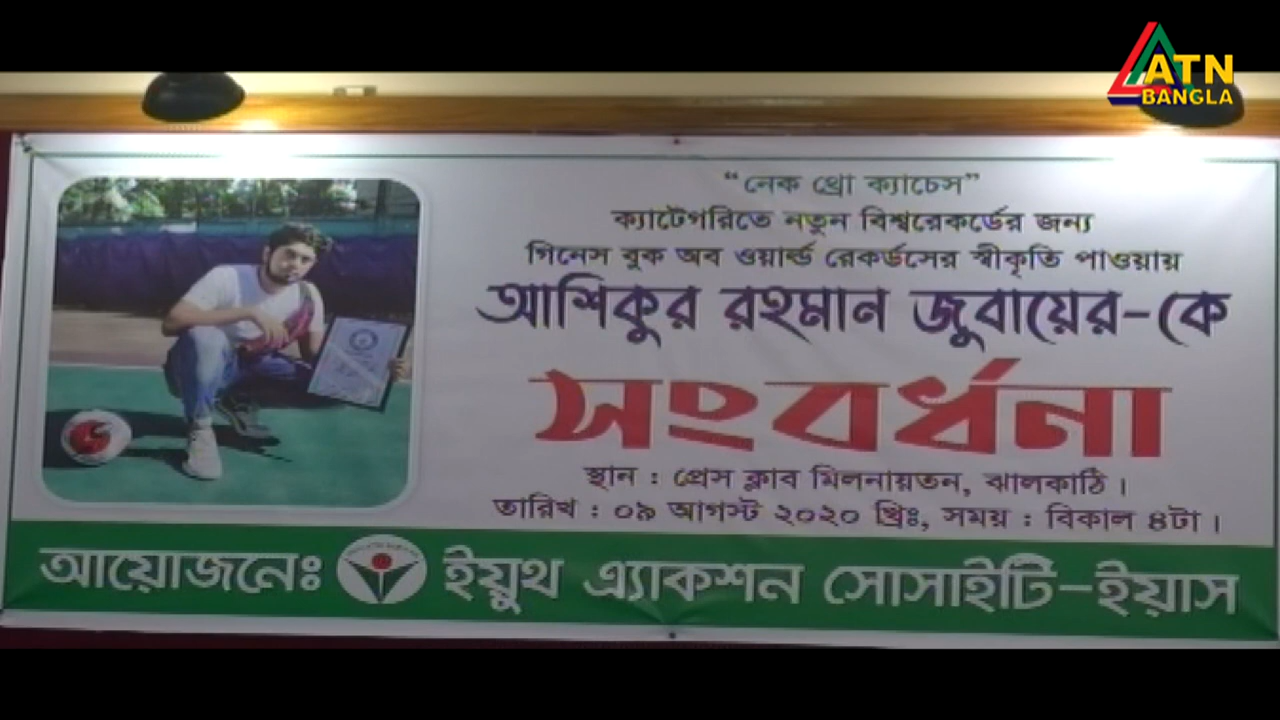 ATN
BANGLA
“নেক থ্রো ক্যাচেস”
ক্যাটেগরিতে নতুন বিশ্বরেকর্ডের জন্য
গিনেস বুক অব ওয়ার্ল্ড রেকর্ডসের স্বীকৃতি পাওয়ায়
আশিকুর রহমান জুবায়ের-কে
সংবর্ধনা
স্থান : প্রেস ক্লাব মিলনায়তন, ঝালকাঠি।
তারিখ : ০৯ আগস্ট ২০২০ খ্রিঃ, সময় : বিকাল ৪টা।
আয়োজনেঃ ইয়ুথ এ্যাকশন সোসাইটি-ইয়াস